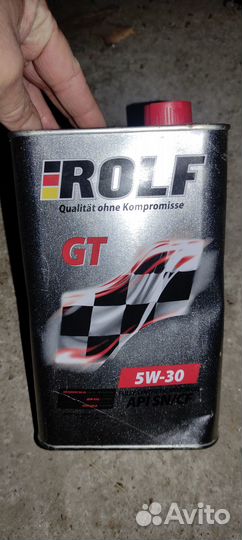 ROLF
Qualität ohne Kompromisse
GT
5W-30
API SN/CF
Avito